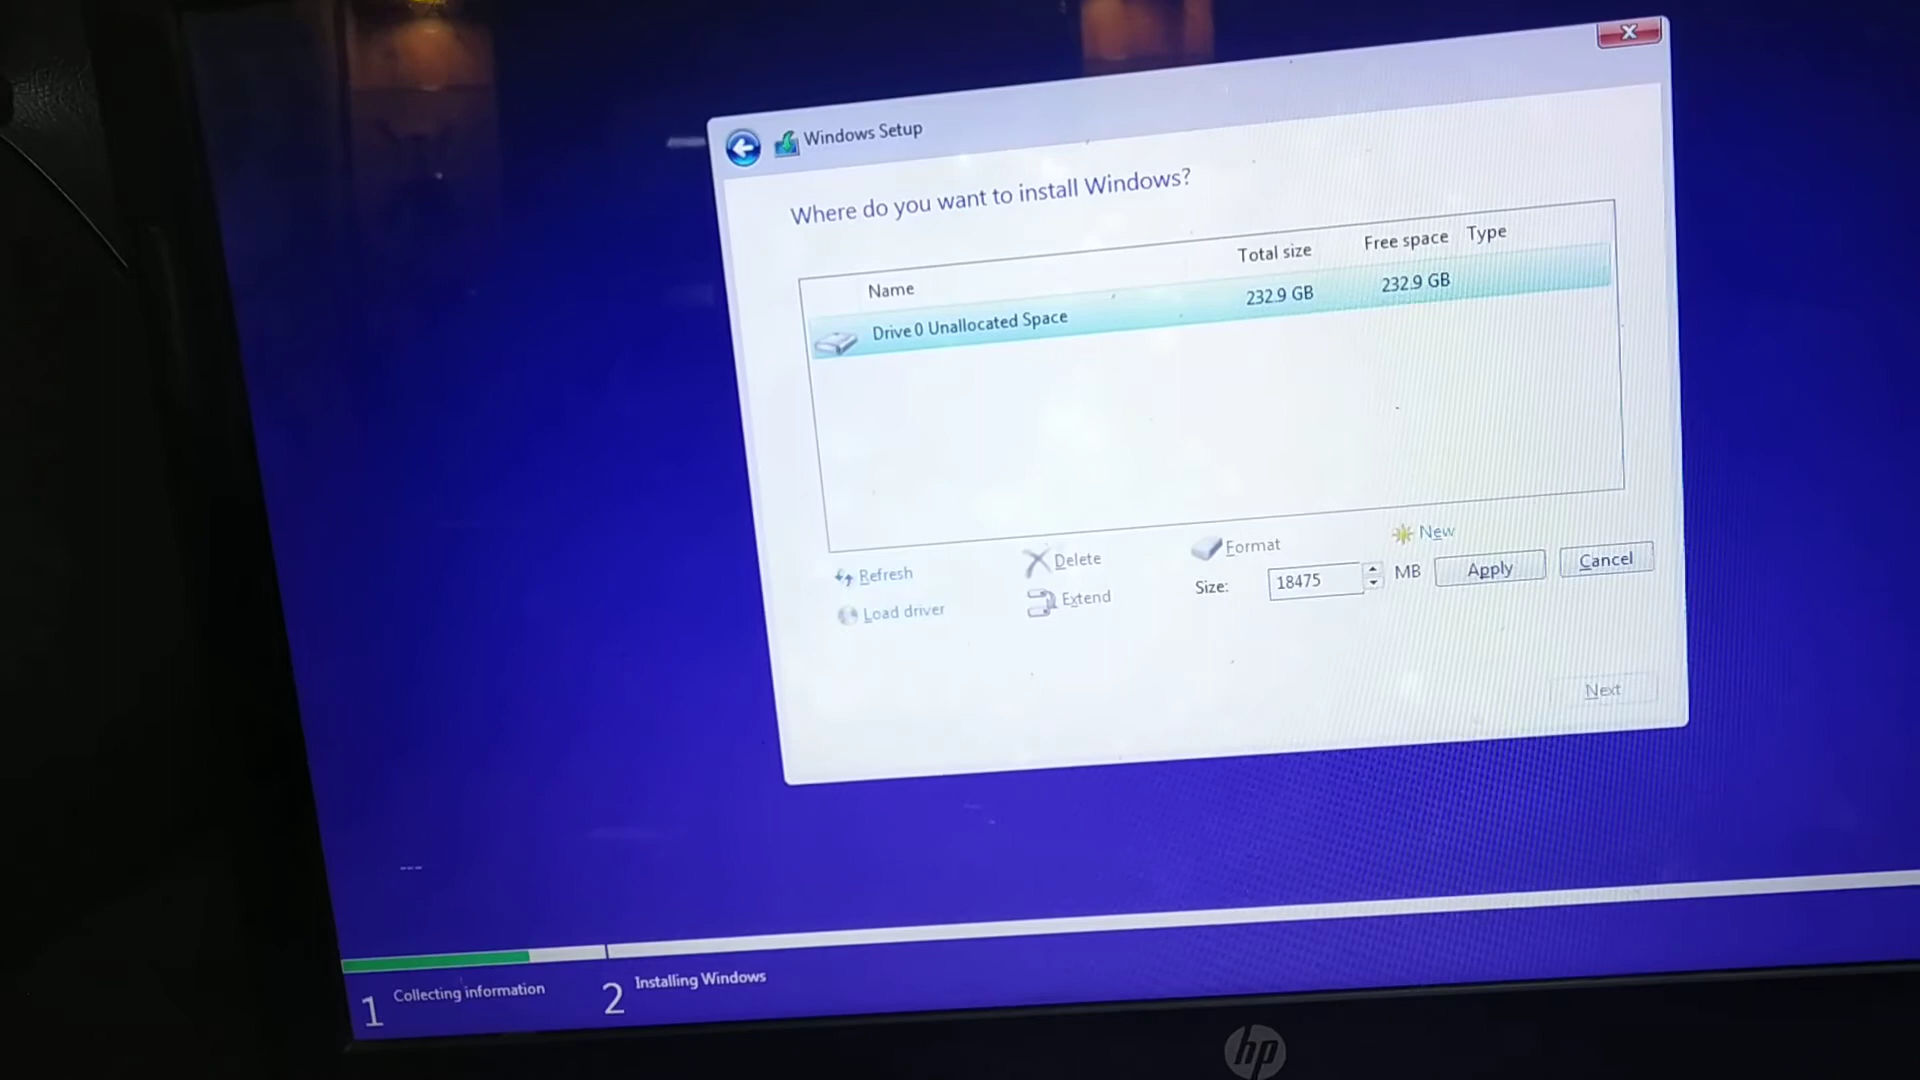 Windows Setup
Where do you want to install Windows?
Name Total size Free space Type
Drive 0 Unallocated Space 232.9 GB 232.9 GB
Refresh Delete Format New
Load driver Extend Size: 18475 MB Apply Cancel
Next
1 Collecting information 2 Installing Windows
hp